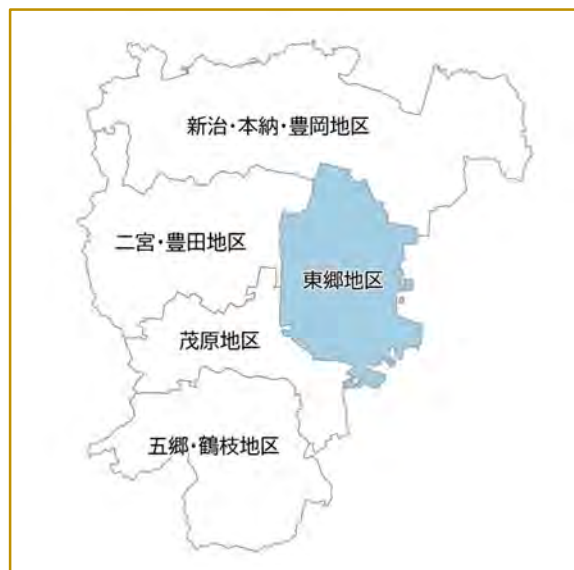 新治・本納・豊岡地区
二宮・豊田地区
東郷地区
茂原地区
五郷・鶴枝地区